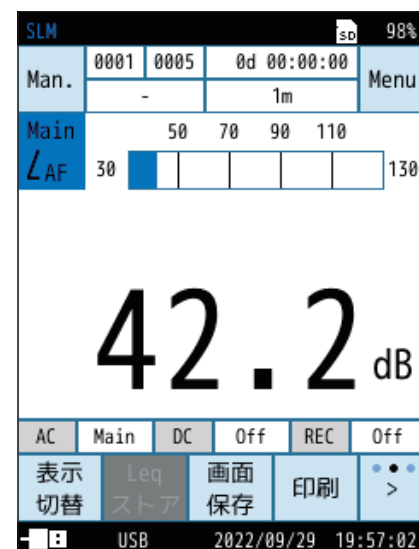 SLM SD 98%
Man. 0001 0005 0d 00:00:00 Menu
- 1m
Main 50 70 90 110
LAF 30 130
42.2 dB
AC Main DC Off REC Off
表示 Leq 画面 印刷 >
切替 ストア 保存
USB 2022/09/29 19:57:02